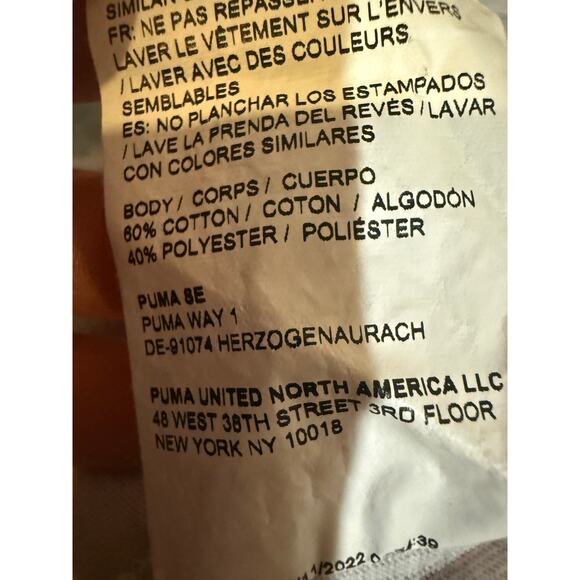 SIMILAR
FR: NE PAS REPASSER
LAVER LE VÊTEMENT SUR L'ENVERS
/ LAVER AVEC DES COULEURS
SEMBLABLES
ES: NO PLANCHAR LOS ESTAMPADOS
/ LAVE LA PRENDA DEL REVÉS / LAVAR
CON COLORES SIMILARES
BODY / CORPS / CUERPO
60% COTTON / COTON / ALGODÓN
40% POLYESTER / POLIÉSTER
PUMA SE
PUMA WAY 1
DE-91074 HERZOGENAURACH
PUMA UNITED NORTH AMERICA LLC
48 WEST 38TH STREET 3RD FLOOR
NEW YORK NY 10018